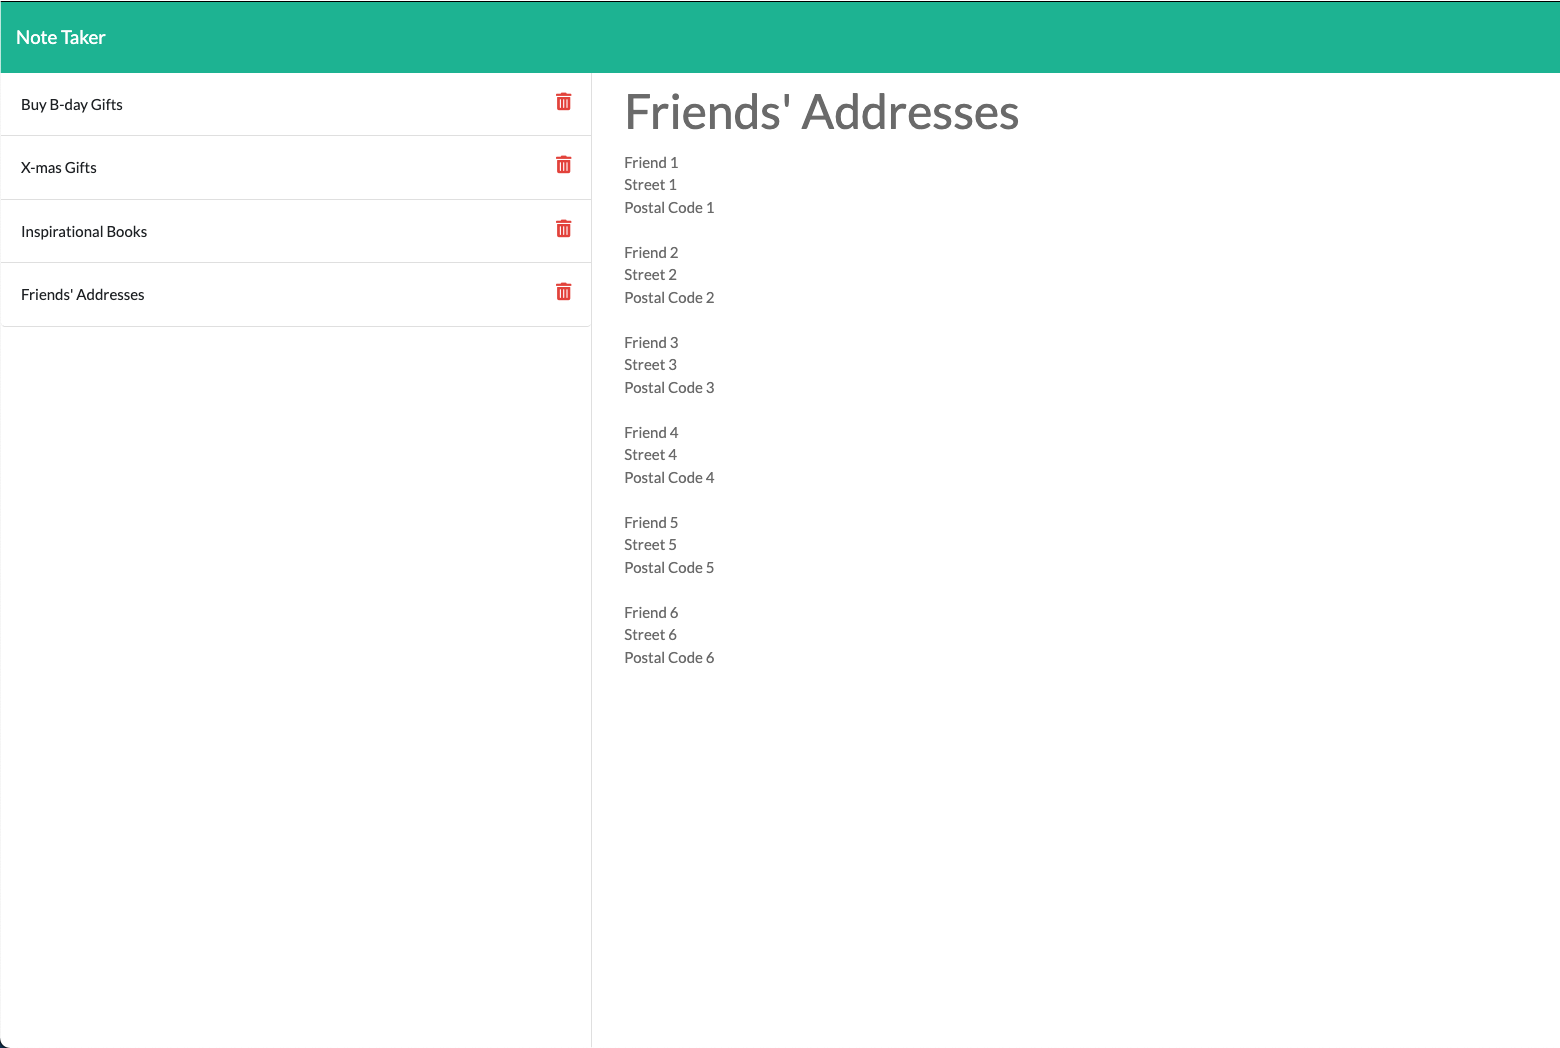 Note Taker
Buy B-day Gifts
X-mas Gifts
Inspirational Books
Friends' Addresses
Friends' Addresses
Friend 1
Street 1
Postal Code 1
Friend 2
Street 2
Postal Code 2
Friend 3
Street 3
Postal Code 3
Friend 4
Street 4
Postal Code 4
Friend 5
Street 5
Postal Code 5
Friend 6
Street 6
Postal Code 6